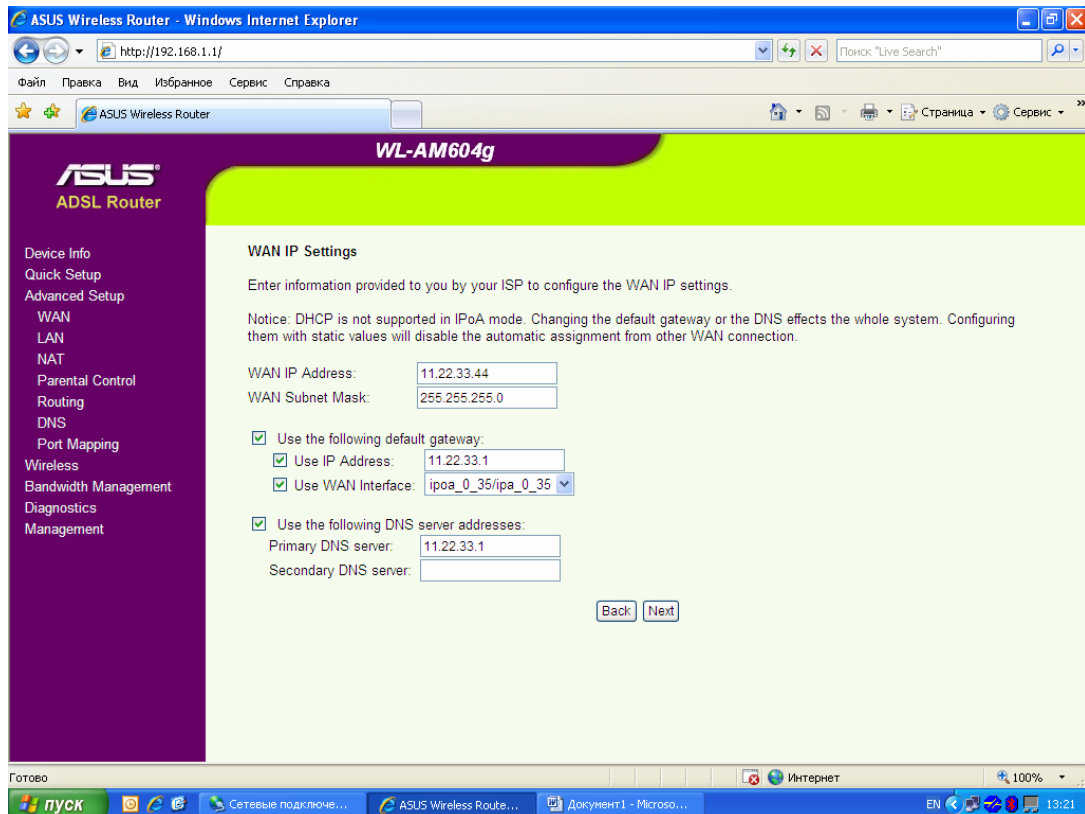 ASUS Wireless Router - Windows Internet Explorer
http://192.168.1.1/
Поиск "Live Search"
Файл Правка Вид Избранное Сервис Справка
ASUS Wireless Router
Страница Сервис »
WL-AM604g
ASUS
ADSL Router
Device Info
Quick Setup
Advanced Setup
WAN
LAN
NAT
Parental Control
Routing
DNS
Port Mapping
Wireless
Bandwidth Management
Diagnostics
Management
WAN IP Settings
Enter information provided to you by your ISP to configure the WAN IP settings.
Notice: DHCP is not supported in IPoA mode. Changing the default gateway or the DNS effects the whole system. Configuring
them with static values will disable the automatic assignment from other WAN connection.
WAN IP Address: 11.22.33.44
WAN Subnet Mask: 255.255.255.0
Use the following default gateway:
Use IP Address: 11.22.33.1
Use WAN Interface: ipoa_0_35/ipa_0_35
Use the following DNS server addresses:
Primary DNS server: 11.22.33.1
Secondary DNS server:
Back Next
Готово
Интернет
100%
пуск
Сетевые подключе...
ASUS Wireless Route...
Документ1 - Microso...
EN
13:21